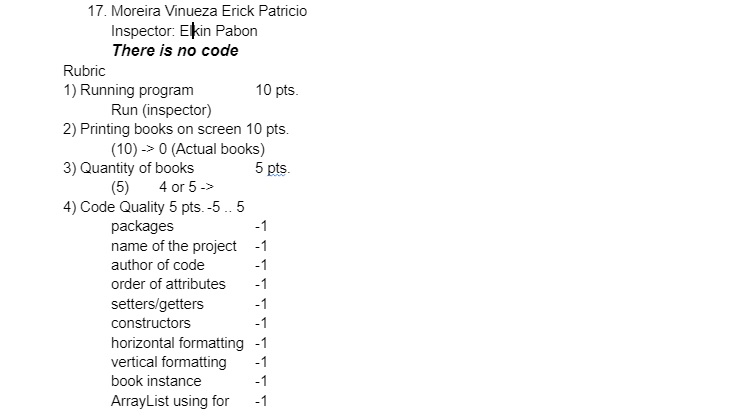 17. Moreira Vinueza Erick Patricio
Inspector: Elkin Pabon
There is no code
Rubric
1) Running program 10 pts.
Run (inspector)
2) Printing books on screen 10 pts.
(10) -> 0 (Actual books)
3) Quantity of books 5 pts.
(5) 4 or 5 ->
4) Code Quality 5 pts. -5 .. 5
packages -1
name of the project -1
author of code -1
order of attributes -1
setters/getters -1
constructors -1
horizontal formatting -1
vertical formatting -1
book instance -1
ArrayList using for -1